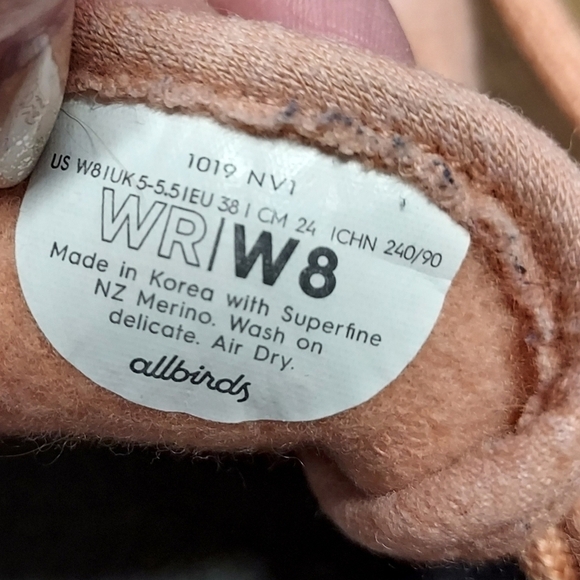 1019 NV1
US W8|UK 5-5.5|EU 38 | CM 24 |CHN 240/90
WR|W8
Made in Korea with Superfine
NZ Merino. Wash on
delicate. Air Dry.
allbirds